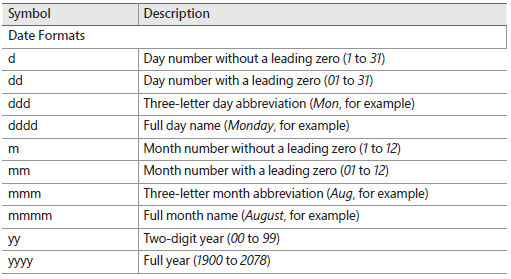 Symbol Description
Date Formats
d Day number without a leading zero (1 to 31)
dd Day number with a leading zero (01 to 31)
ddd Three-letter day abbreviation (Mon, for example)
dddd Full day name (Monday, for example)
m Month number without a leading zero (1 to 12)
mm Month number with a leading zero (01 to 12)
mmm Three-letter month abbreviation (Aug, for example)
mmmm Full month name (August, for example)
yy Two-digit year (00 to 99)
yyyy Full year (1900 to 2078)